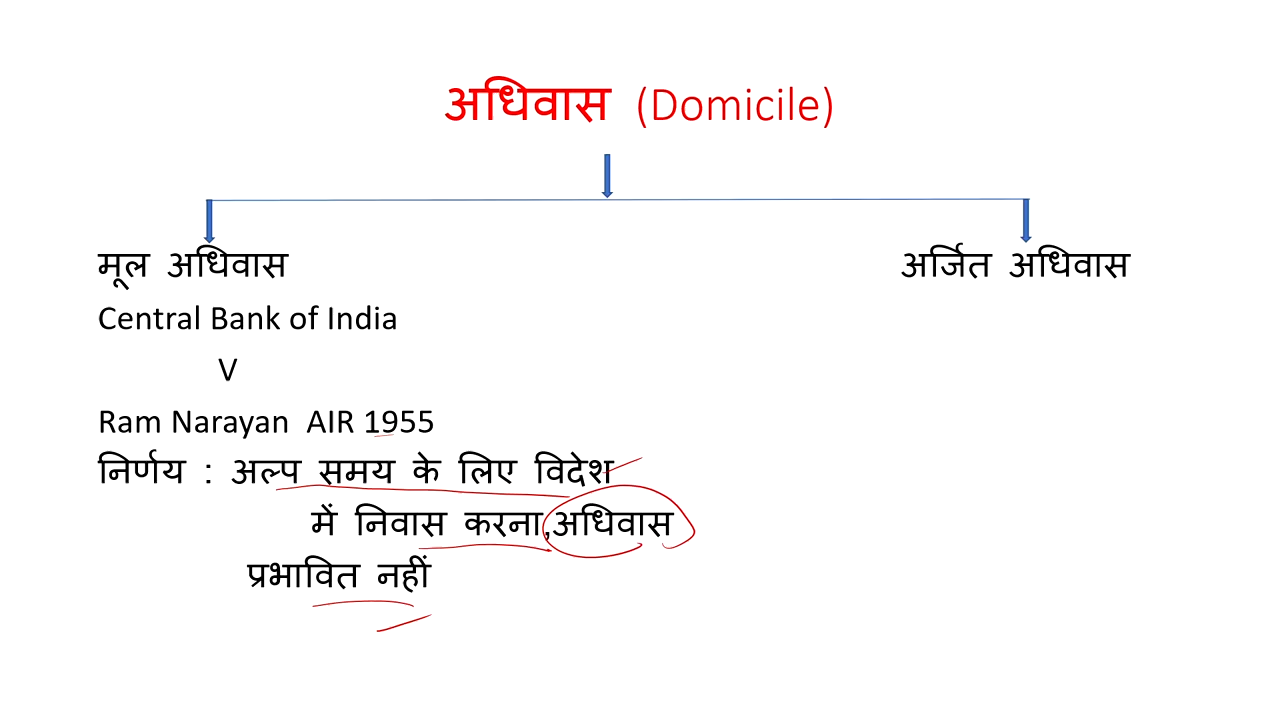 अधिवास (Domicile)
मूल अधिवास
अर्जित अधिवास
Central Bank of India
V
Ram Narayan AIR 1955
निर्णय : अल्प समय के लिए विदेश
में निवास करना,अधिवास
प्रभावित नहीं